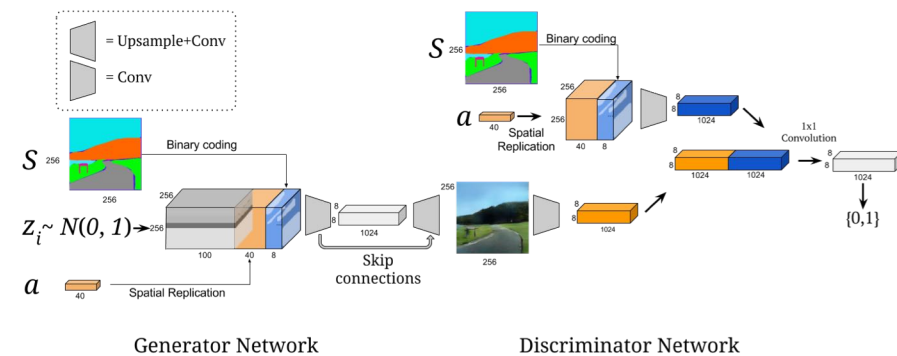 = Upsample+Conv
= Conv
S
256
256
Binary coding
256
256
100
40
8
z_i ~ N(0, 1)
a
40
Spatial Replication
8
8
1024
Skip
connections
S
256
256
Binary coding
a
40
Spatial
Replication
256
256
40
8
8
8
1024
256
8
8
1024
8
8
1024
1024
1x1
Convolution
8
8
1024
{0,1}
Generator Network
Discriminator Network